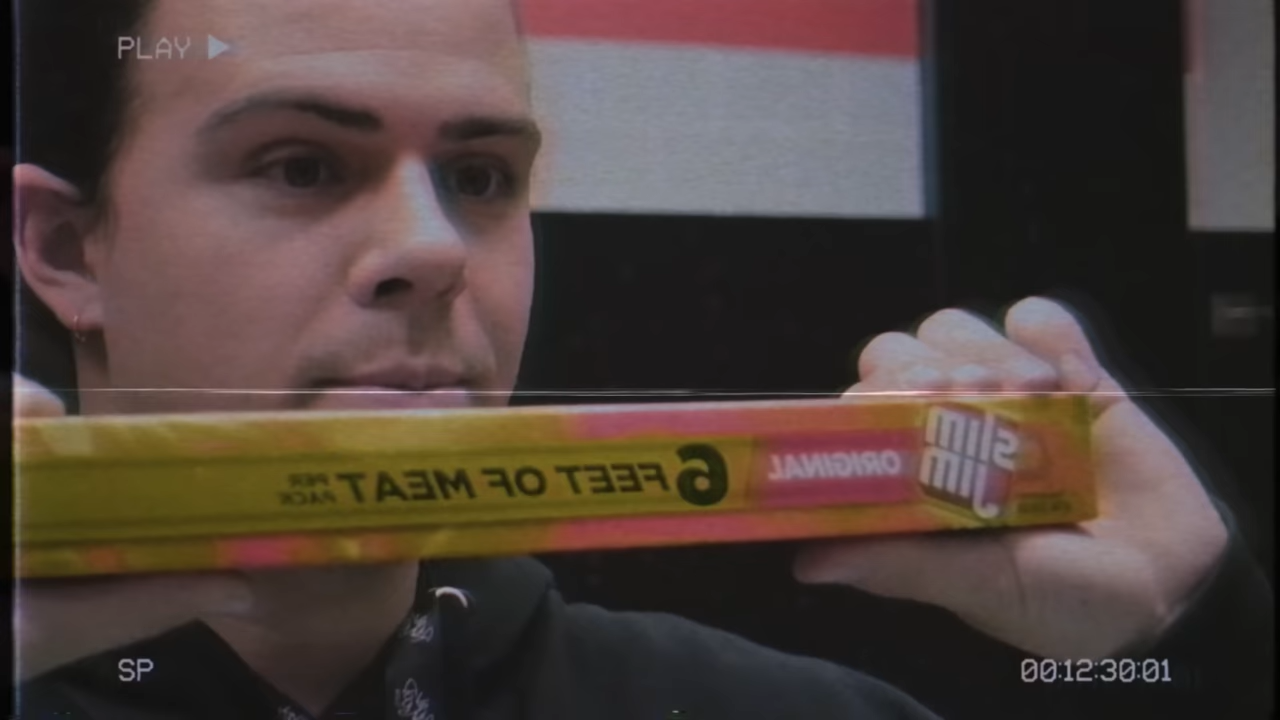 PLAY
6 FEET OF MEAT PER PACK
ORIGINAL
slim jim
SP
00:12:30:01